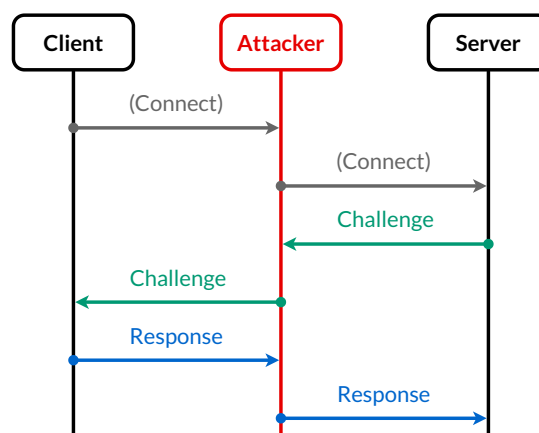 Client
Attacker
Server
(Connect)
(Connect)
Challenge
Challenge
Response
Response